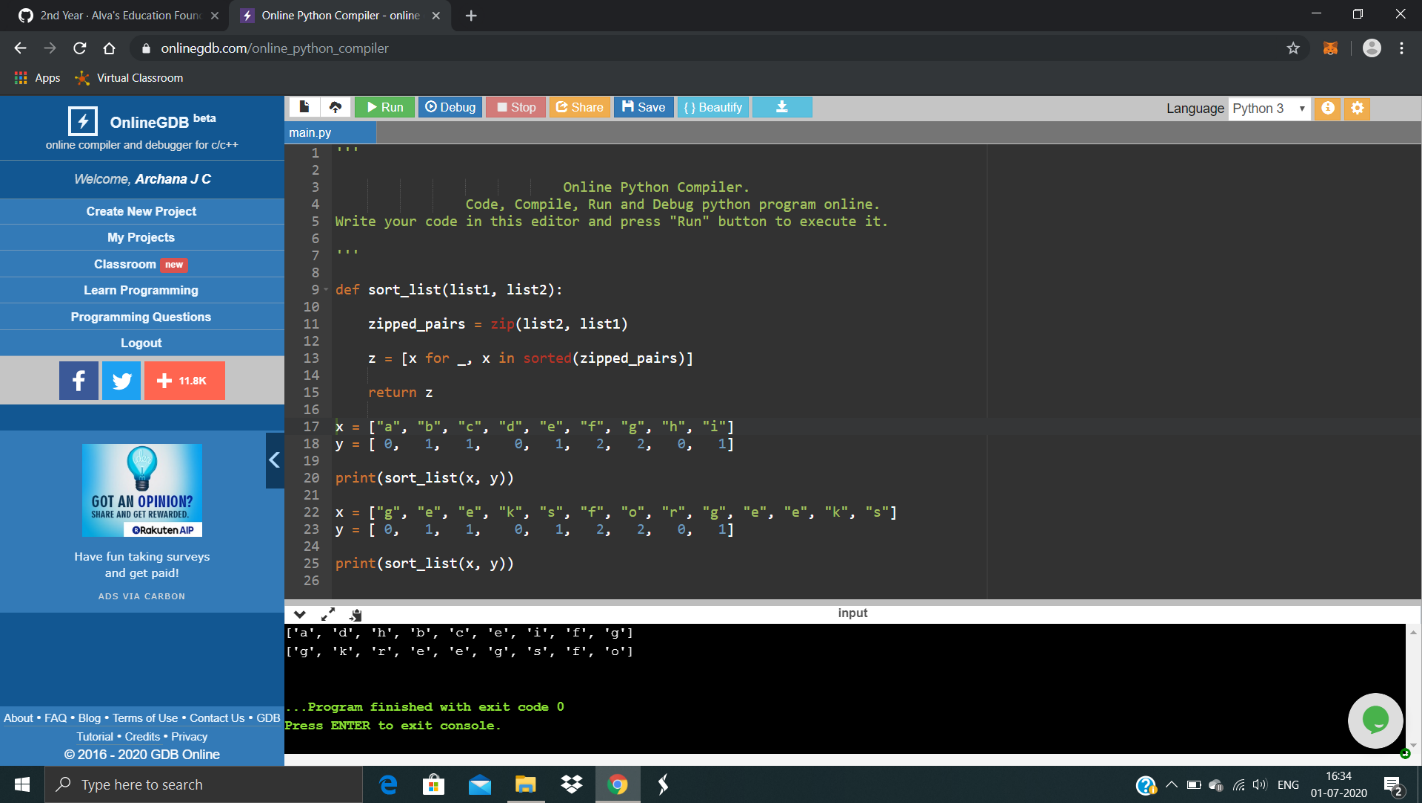 2nd Year · Alva's Education Foun
Online Python Compiler - online
onlinegdb.com/online_python_compiler
Apps
Virtual Classroom
OnlineGDB beta
online compiler and debugger for c/c++
Welcome, Archana J C
Create New Project
My Projects
Classroom new
Learn Programming
Programming Questions
Logout
f
+ 11.8K
GOT AN OPINION?
SHARE AND GET REWARDED.
Rakuten AIP
Have fun taking surveys
and get paid!
ADS VIA CARBON
About • FAQ • Blog • Terms of Use • Contact Us • GDB
Tutorial • Credits • Privacy
© 2016 - 2020 GDB Online
Run Debug Stop Share Save { } Beautify
Language Python 3
main.py
1 '''
2
3 Online Python Compiler.
4 Code, Compile, Run and Debug python program online.
5 Write your code in this editor and press "Run" button to execute it.
6
7 '''
8
9 def sort_list(list1, list2):
10
11 zipped_pairs = zip(list2, list1)
12
13 z = [x for _, x in sorted(zipped_pairs)]
14
15 return z
16
17 x = ["a", "b", "c", "d", "e", "f", "g", "h", "i"]
18 y = [ 0, 1, 1, 0, 1, 2, 2, 0, 1]
19
20 print(sort_list(x, y))
21
22 x = ["g", "e", "e", "k", "s", "f", "o", "r", "g", "e", "e", "k", "s"]
23 y = [ 0, 1, 1, 0, 1, 2, 2, 0, 1]
24
25 print(sort_list(x, y))
26
input
['a', 'd', 'h', 'b', 'c', 'e', 'i', 'f', 'g']
['g', 'k', 'r', 'e', 'e', 'g', 's', 'f', 'o']
...Program finished with exit code 0
Press ENTER to exit console.
Type here to search
ENG
16:34
01-07-2020
2